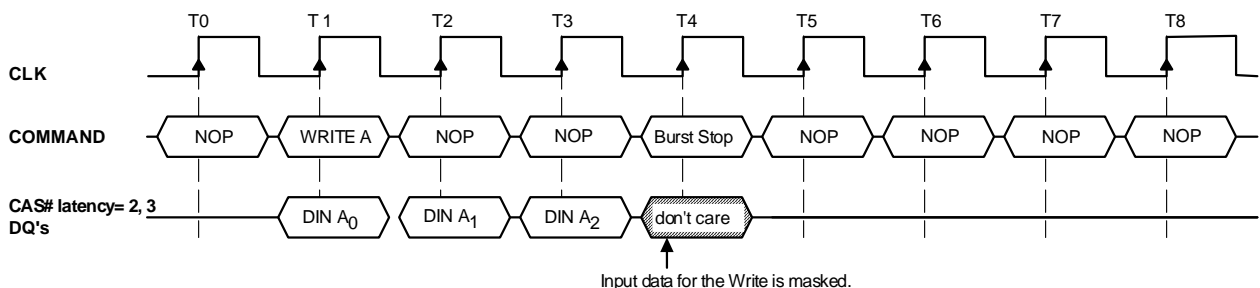 T0 T1 T2 T3 T4 T5 T6 T7 T8
CLK
COMMAND NOP WRITE A NOP NOP Burst Stop NOP NOP NOP NOP
CAS# latency= 2, 3
DQ's DIN A0 DIN A1 DIN A2 don't care
Input data for the Write is masked.